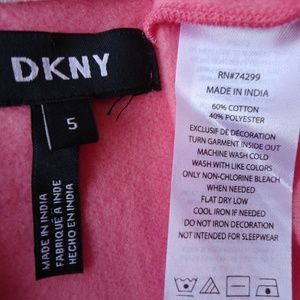 DKNY
5
MADE IN INDIA
FABRIQUÉ A INDE
HECHO EN INDIA
RN#74299
MADE IN INDIA
60% COTTON
40% POLYESTER
EXCLUSIF DE DÉCORATION
TURN GARMENT INSIDE OUT
MACHINE WASH COLD
WASH WITH LIKE COLORS
ONLY NON-CHLORINE BLEACH
WHEN NEEDED
FLAT DRY LOW
COOL IRON IF NEEDED
DO NOT IRON DECORATION
NOT INTENDED FOR SLEEPWEAR